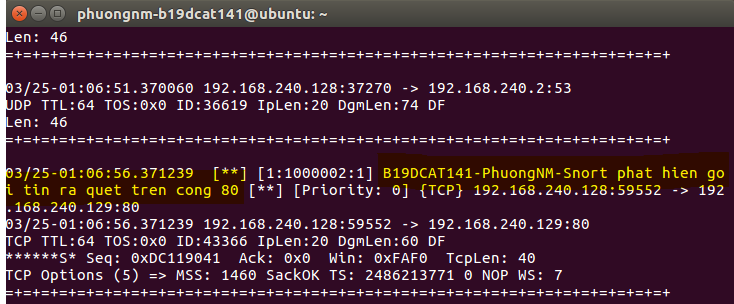 phuongnm-b19dcat141@ubuntu: ~
Len: 46
=+=+=+=+=+=+=+=+=+=+=+=+=+=+=+=+=+=+=+=+=+=+=+=+=+=+=+=+=+=+=+=+=+=+=+=+=+
03/25-01:06:51.370060 192.168.240.128:37270 -> 192.168.240.2:53
UDP TTL:64 TOS:0x0 ID:36619 IpLen:20 DgmLen:74 DF
Len: 46
=+=+=+=+=+=+=+=+=+=+=+=+=+=+=+=+=+=+=+=+=+=+=+=+=+=+=+=+=+=+=+=+=+=+=+=+=+
03/25-01:06:56.371239  [**] [1:1000002:1] B19DCAT141-PhuongNM-Snort phat hien go
i tin ra quet tren cong 80 [**] [Priority: 0] {TCP} 192.168.240.128:59552 -> 192
.168.240.129:80
03/25-01:06:56.371239 192.168.240.128:59552 -> 192.168.240.129:80
TCP TTL:64 TOS:0x0 ID:43366 IpLen:20 DgmLen:60 DF
******S* Seq: 0xDC119041  Ack: 0x0  Win: 0xFAF0  TcpLen: 40
TCP Options (5) => MSS: 1460 SackOK TS: 2486213771 0 NOP WS: 7
=+=+=+=+=+=+=+=+=+=+=+=+=+=+=+=+=+=+=+=+=+=+=+=+=+=+=+=+=+=+=+=+=+=+=+=+=+